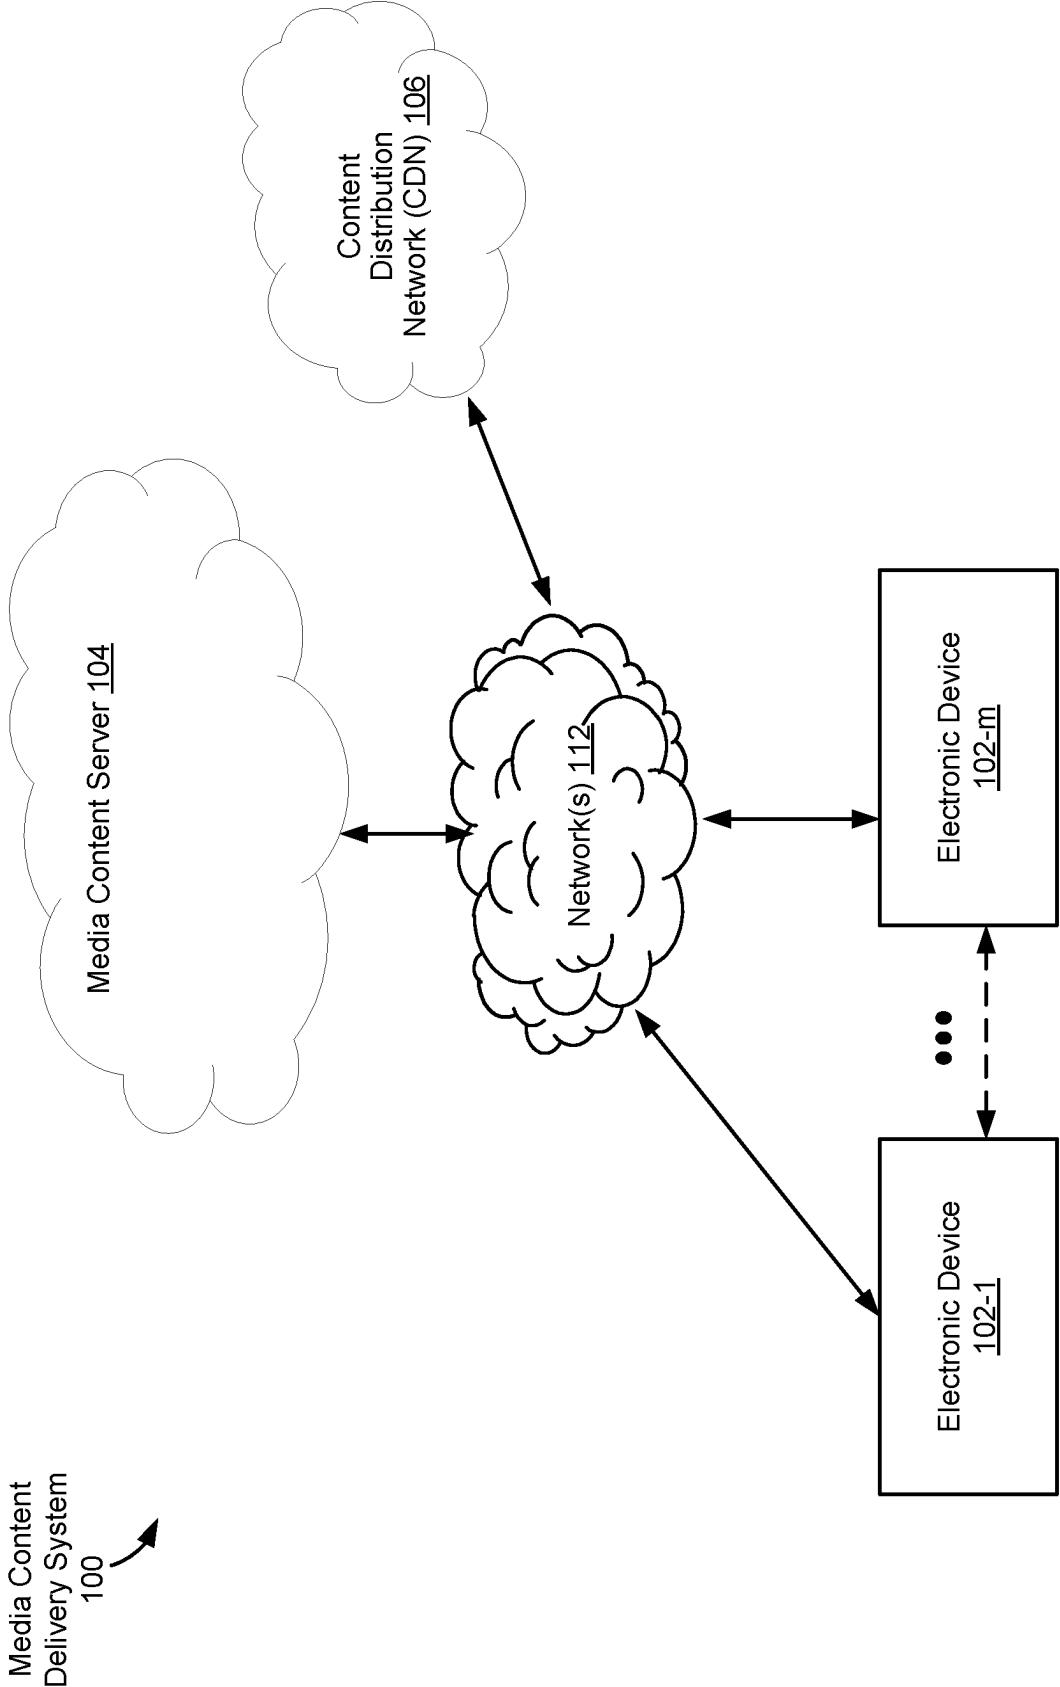 Media Content
Delivery System
100
Media Content Server 104
Content
Distribution
Network (CDN) 106
Network(s) 112
Electronic Device
102-1
Electronic Device
102-m